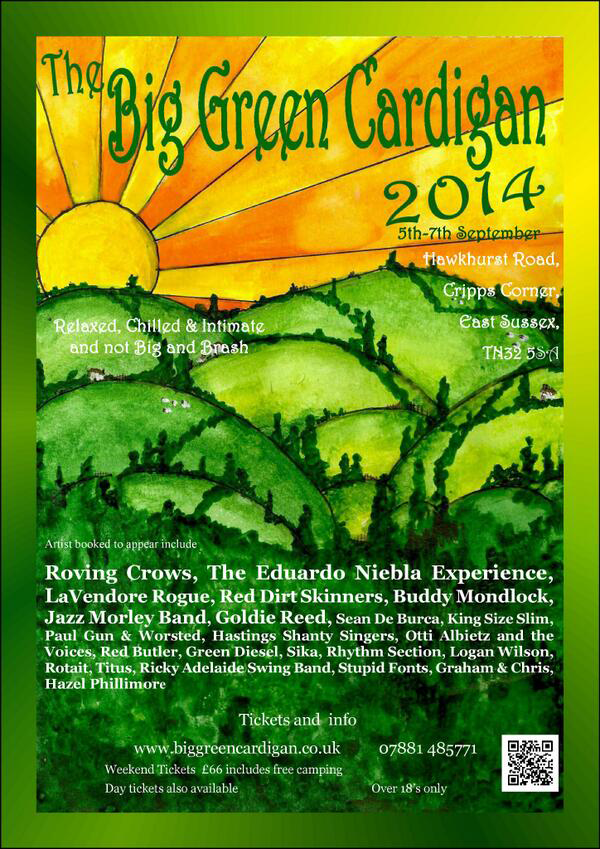 The Big Green Cardigan
2014
5th-7th September
Hawkhurst Road,
Cripps Corner,
East Sussex,
TN32 5SA
Relaxed, Chilled & Intimate
and not Big and Brash
Artist booked to appear include
Roving Crows, The Eduardo Niebla Experience,
LaVendore Rogue, Red Dirt Skinners, Buddy Mondlock,
Jazz Morley Band, Goldie Reed, Sean De Burca, King Size Slim,
Paul Gun & Worsted, Hastings Shanty Singers, Otti Albietz and the
Voices, Red Butler, Green Diesel, Sika, Rhythm Section, Logan Wilson,
Rotait, Titus, Ricky Adelaide Swing Band, Stupid Fonts, Graham & Chris,
Hazel Phillimore
Tickets and info
www.biggreencardigan.co.uk 07881 485771
Weekend Tickets £66 includes free camping
Day tickets also available Over 18's only